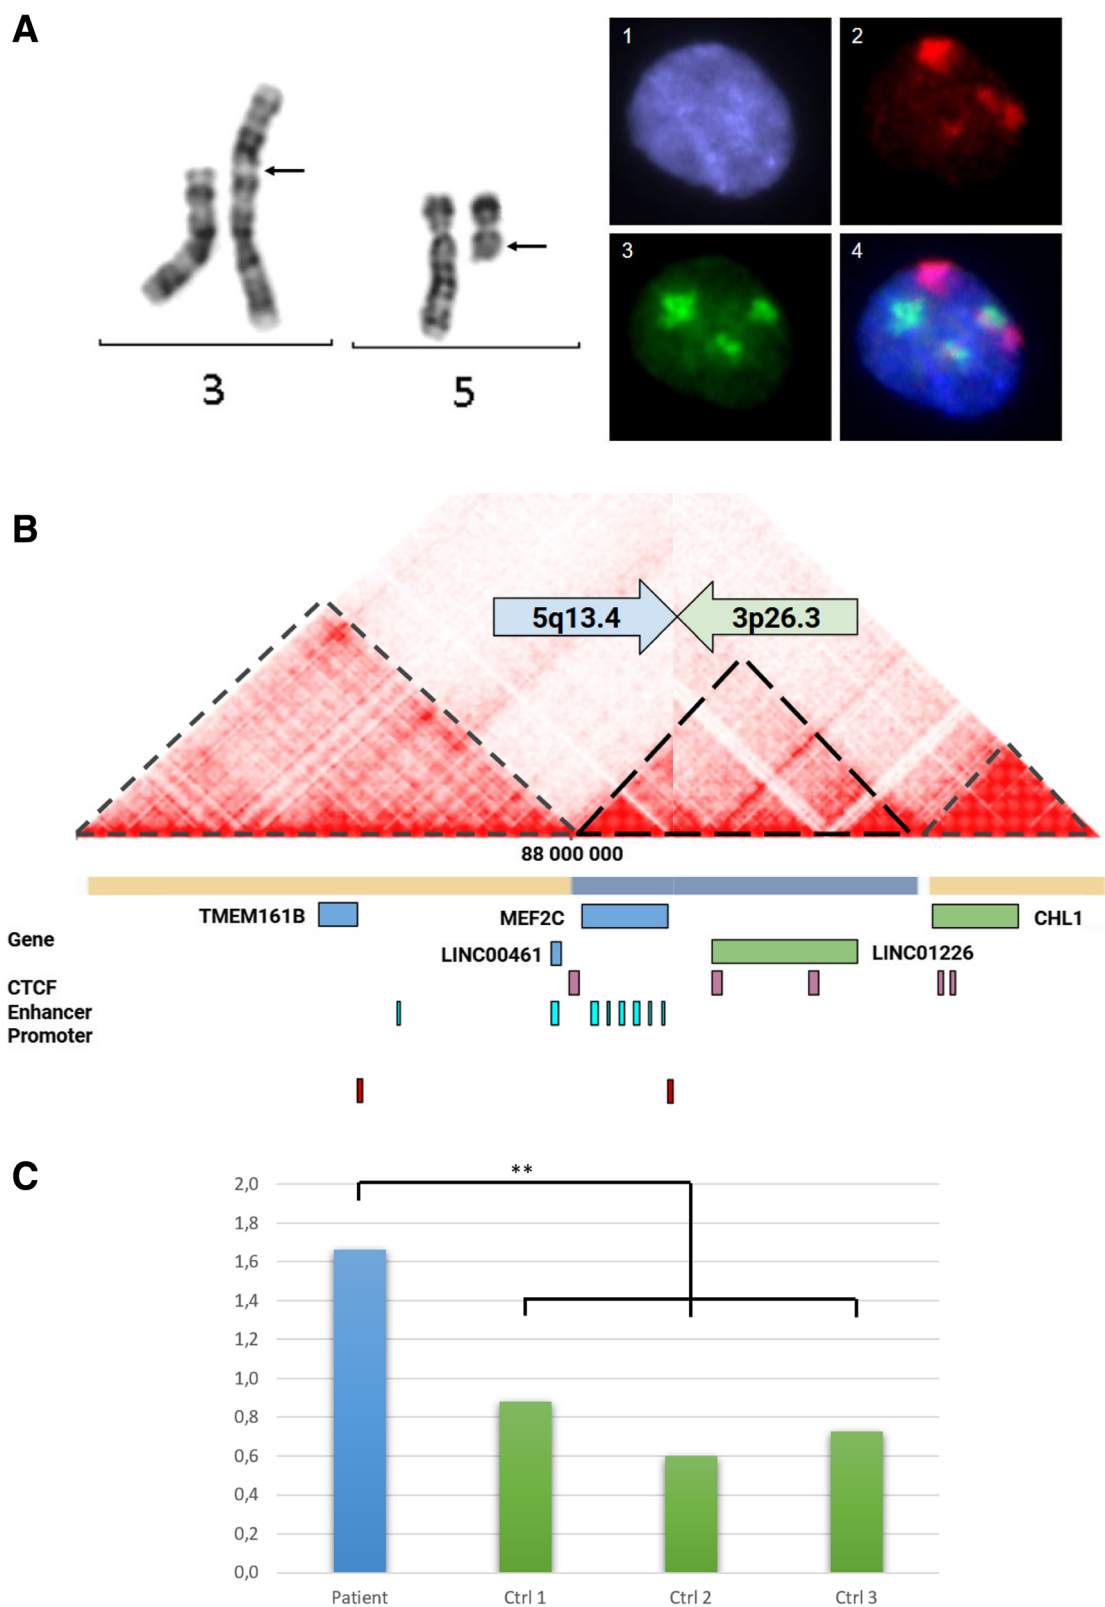 A
1
2
3
4
3
5
B
5q13.4
3p26.3
88 000 000
TMEM161B
MEF2C
CHL1
Gene
LINC00461
LINC01226
CTCF
Enhancer
Promoter
C
**
2,0
1,8
1,6
1,4
1,2
1,0
0,8
0,6
0,4
0,2
0,0
Patient
Ctrl 1
Ctrl 2
Ctrl 3